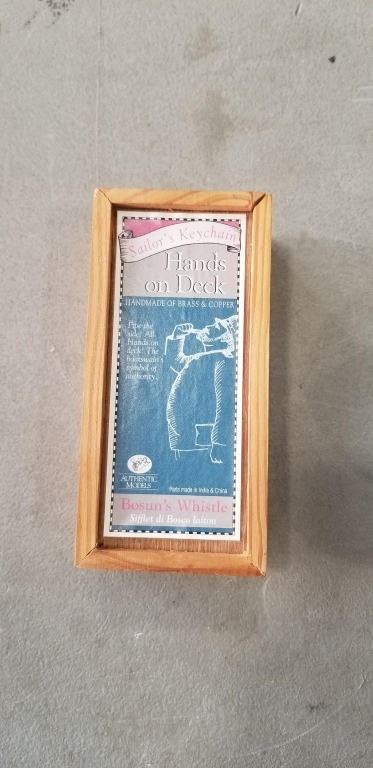 Sailor's Keychain
Hands
on Deck
HANDMADE OF BRASS & COPPER
Pipe the
side! All
Hands on
deck! The
boatswain's
symbol of
authority.
AUTHENTIC
MODELS
Parts made in India & China
Bosun's Whistle
Sifflet di Bosco laiton